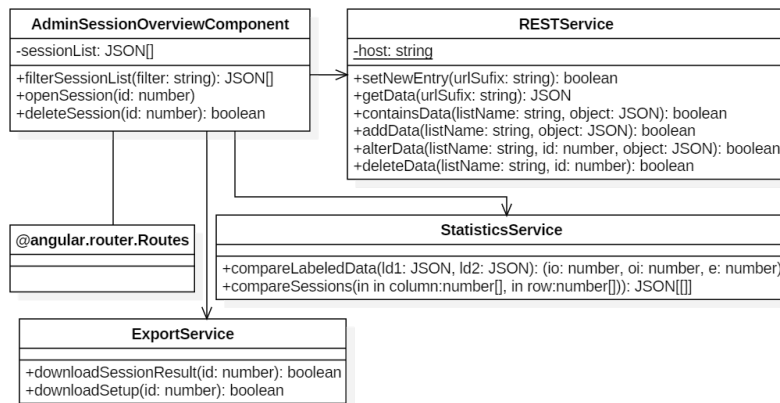 AdminSessionOverviewComponent
-sessionList: JSON[]
+filterSessionList(filter: string): JSON[]
+openSession(id: number)
+deleteSession(id: number): boolean
RESTService
-host: string
+setNewEntry(urlSufix: string): boolean
+getData(urlSufix: string): JSON
+containsData(listName: string, object: JSON): boolean
+addData(listName: string, object: JSON): boolean
+alterData(listName: string, id: number, object: JSON): boolean
+deleteData(listName: string, id: number): boolean
@angular.router.Routes
StatisticsService
+compareLabeledData(ld1: JSON, ld2: JSON): (io: number, oi: number, e: number)
+compareSessions(in in column:number[], in row:number[])): JSON[[]]
ExportService
+downloadSessionResult(id: number): boolean
+downloadSetup(id: number): boolean